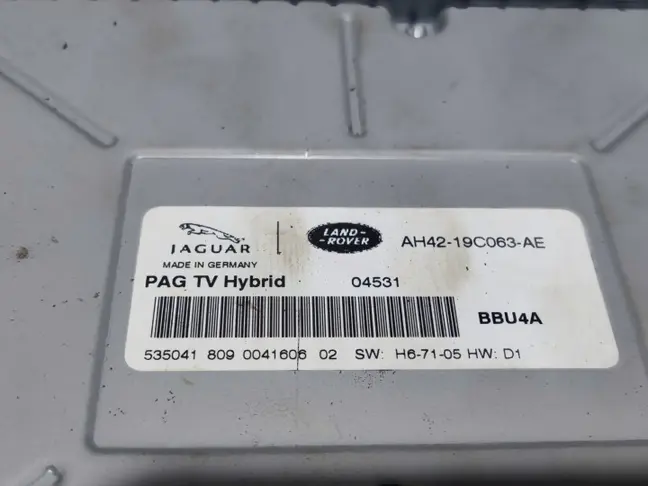 JAGUAR
LAND-
-ROVER
AH42-19C063-AE
MADE IN GERMANY
PAG TV Hybrid 04531
BBU4A
535041 809 0041606 02 SW: H6-71-05 HW: D1